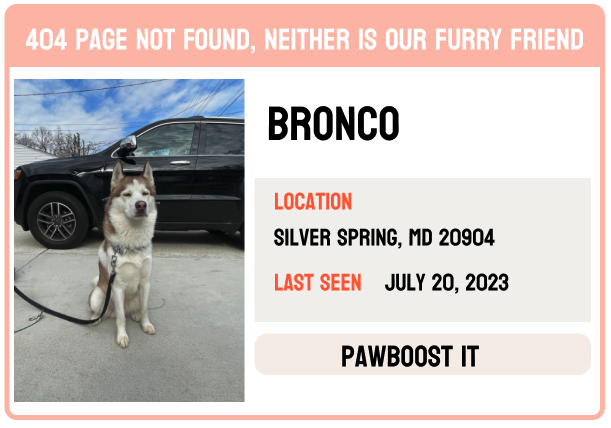 404 PAGE NOT FOUND, NEITHER IS OUR FURRY FRIEND
BRONCO
LOCATION
SILVER SPRING, MD 20904
LAST SEEN JULY 20, 2023
PAWBOOST IT